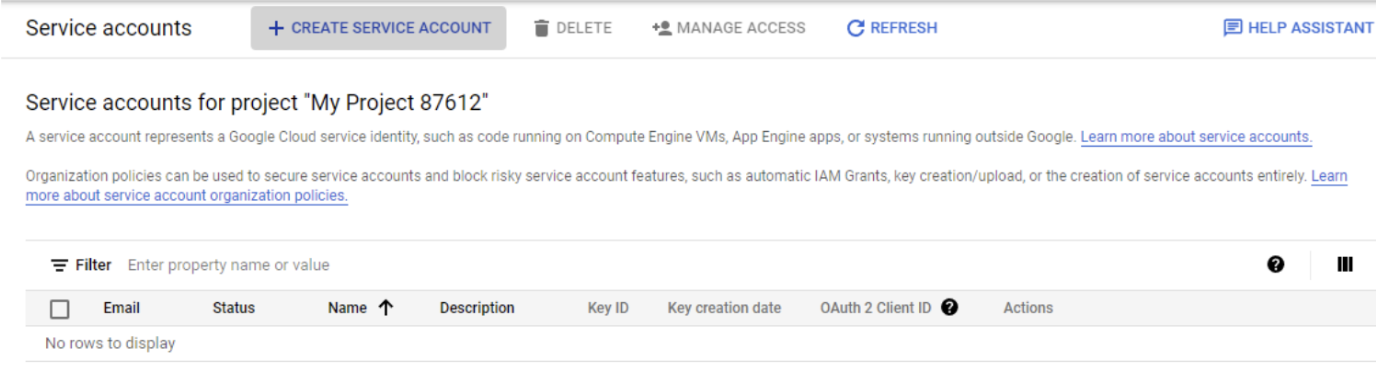 Service accounts + CREATE SERVICE ACCOUNT DELETE MANAGE ACCESS REFRESH HELP ASSISTANT
Service accounts for project "My Project 87612"
A service account represents a Google Cloud service identity, such as code running on Compute Engine VMs, App Engine apps, or systems running outside Google. Learn more about service accounts.
Organization policies can be used to secure service accounts and block risky service account features, such as automatic IAM Grants, key creation/upload, or the creation of service accounts entirely. Learn
more about service account organization policies.
Filter Enter property name or value
Email Status Name Description Key ID Key creation date OAuth 2 Client ID Actions
No rows to display